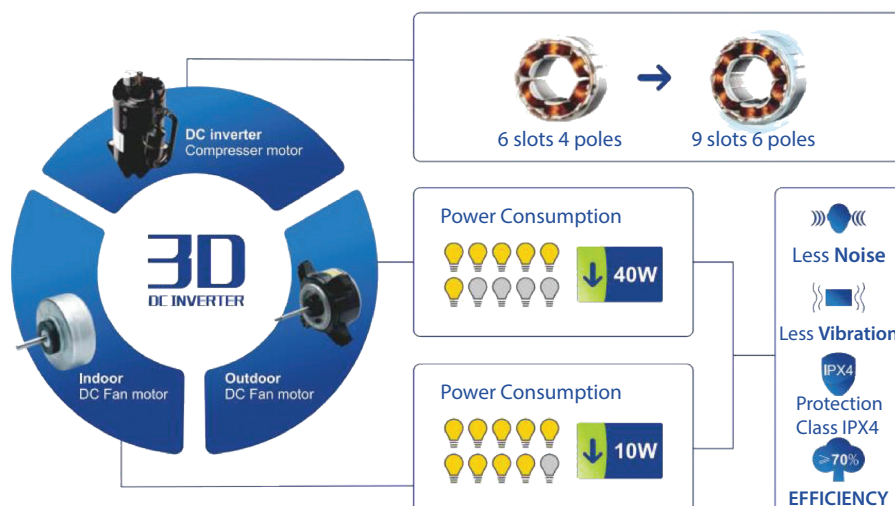 DC inverter
Compresser motor
6 slots 4 poles
9 slots 6 poles
3D
DC INVERTER
Indoor
DC Fan motor
Outdoor
DC Fan motor
Power Consumption
40W
Power Consumption
10W
Less Noise
Less Vibration
IPX4
Protection
Class IPX4
≥70%
EFFICIENCY